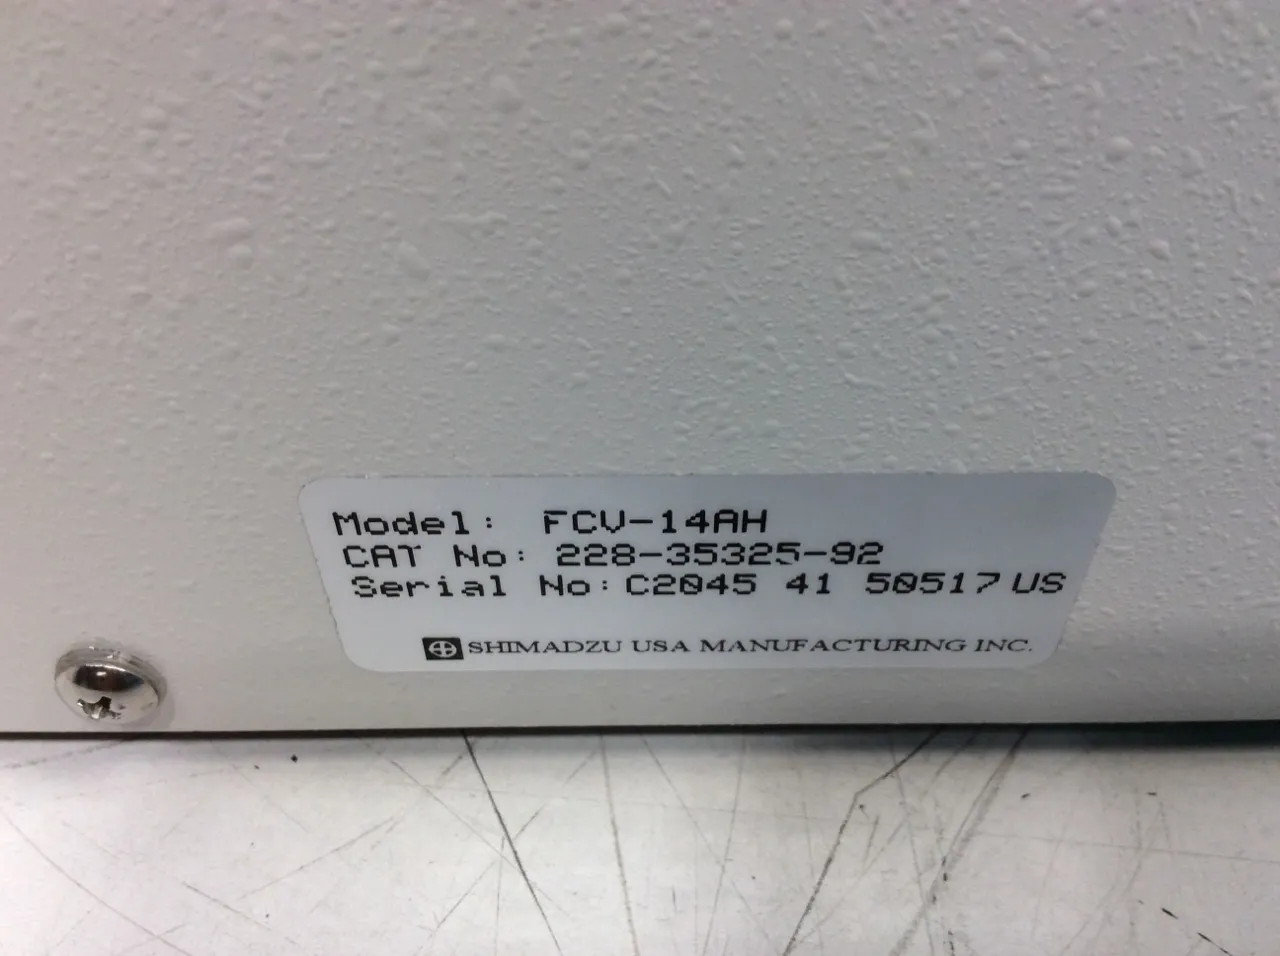 Model: FCV-14AH
CAT No: 228-35325-92
Serial No: C2045 41 50517 US
SHIMADZU USA MANUFACTURING INC.